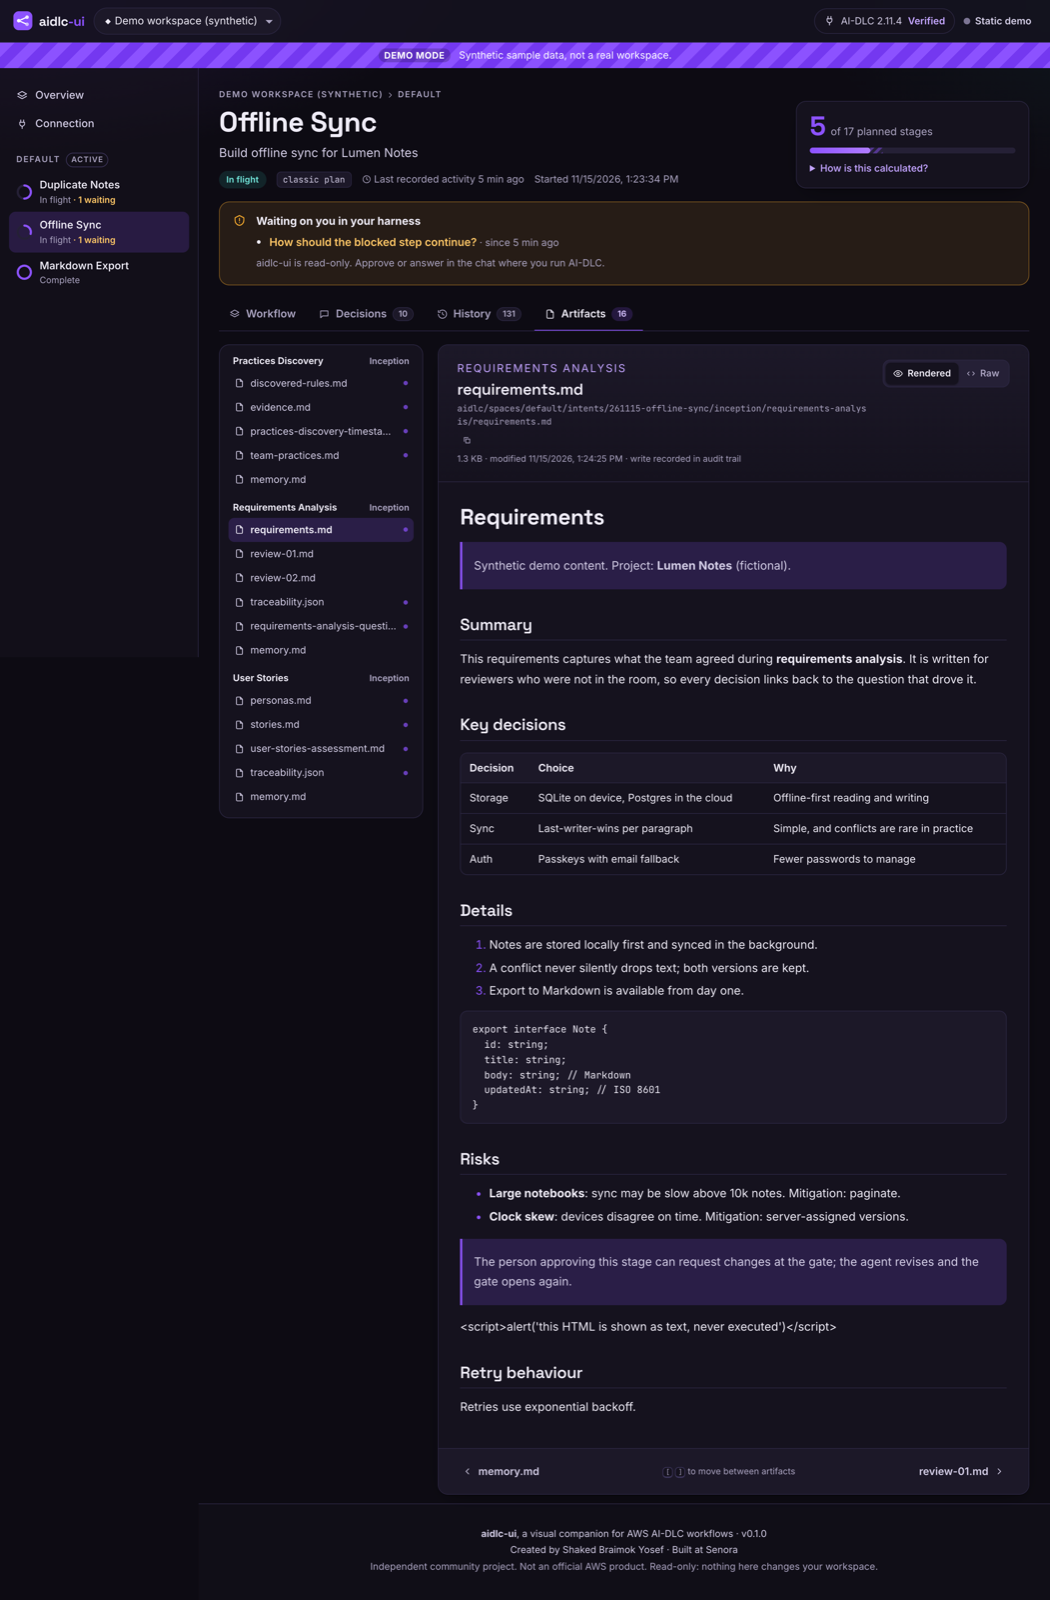 aidlc-ui
Demo workspace (synthetic)
AI-DLC 2.11.4 Verified
Static demo
DEMO MODE Synthetic sample data, not a real workspace.
Overview
Connection
DEFAULT ACTIVE
Duplicate Notes
In flight · 1 waiting
Offline Sync
In flight · 1 waiting
Markdown Export
Complete
DEMO WORKSPACE (SYNTHETIC) › DEFAULT
Offline Sync
Build offline sync for Lumen Notes
In flight classic plan Last recorded activity 5 min ago Started 11/15/2026, 1:23:34 PM
5 of 17 planned stages
How is this calculated?
Waiting on you in your harness
• How should the blocked step continue? · since 5 min ago
aidlc-ui is read-only. Approve or answer in the chat where you run AI-DLC.
Workflow Decisions 10 History 131 Artifacts 16
Practices Discovery Inception
discovered-rules.md
evidence.md
practices-discovery-timesta...
team-practices.md
memory.md
Requirements Analysis Inception
requirements.md
review-01.md
review-02.md
traceability.json
requirements-analysis-questi...
memory.md
User Stories Inception
personas.md
stories.md
user-stories-assessment.md
traceability.json
memory.md
REQUIREMENTS ANALYSIS
requirements.md
Rendered Raw
aidlc/spaces/default/intents/261115-offline-sync/inception/requirements-analys
is/requirements.md
1.3 KB · modified 11/15/2026, 1:24:25 PM · write recorded in audit trail
Requirements
Synthetic demo content. Project: Lumen Notes (fictional).
Summary
This requirements captures what the team agreed during requirements analysis. It is written for
reviewers who were not in the room, so every decision links back to the question that drove it.
Key decisions
Decision Choice Why
Storage SQLite on device, Postgres in the cloud Offline-first reading and writing
Sync Last-writer-wins per paragraph Simple, and conflicts are rare in practice
Auth Passkeys with email fallback Fewer passwords to manage
Details
1. Notes are stored locally first and synced in the background.
2. A conflict never silently drops text; both versions are kept.
3. Export to Markdown is available from day one.
export interface Note {
id: string;
title: string;
body: string; // Markdown
updatedAt: string; // ISO 8601
}
Risks
• Large notebooks: sync may be slow above 10k notes. Mitigation: paginate.
• Clock skew: devices disagree on time. Mitigation: server-assigned versions.
The person approving this stage can request changes at the gate; the agent revises and the
gate opens again.
<script>alert('this HTML is shown as text, never executed')</script>
Retry behaviour
Retries use exponential backoff.
memory.md
[ ] to move between artifacts
review-01.md
aidlc-ui, a visual companion for AWS AI-DLC workflows · v0.1.0
Created by Shaked Braimok Yosef · Built at Senora
Independent community project. Not an official AWS product. Read-only: nothing here changes your workspace.